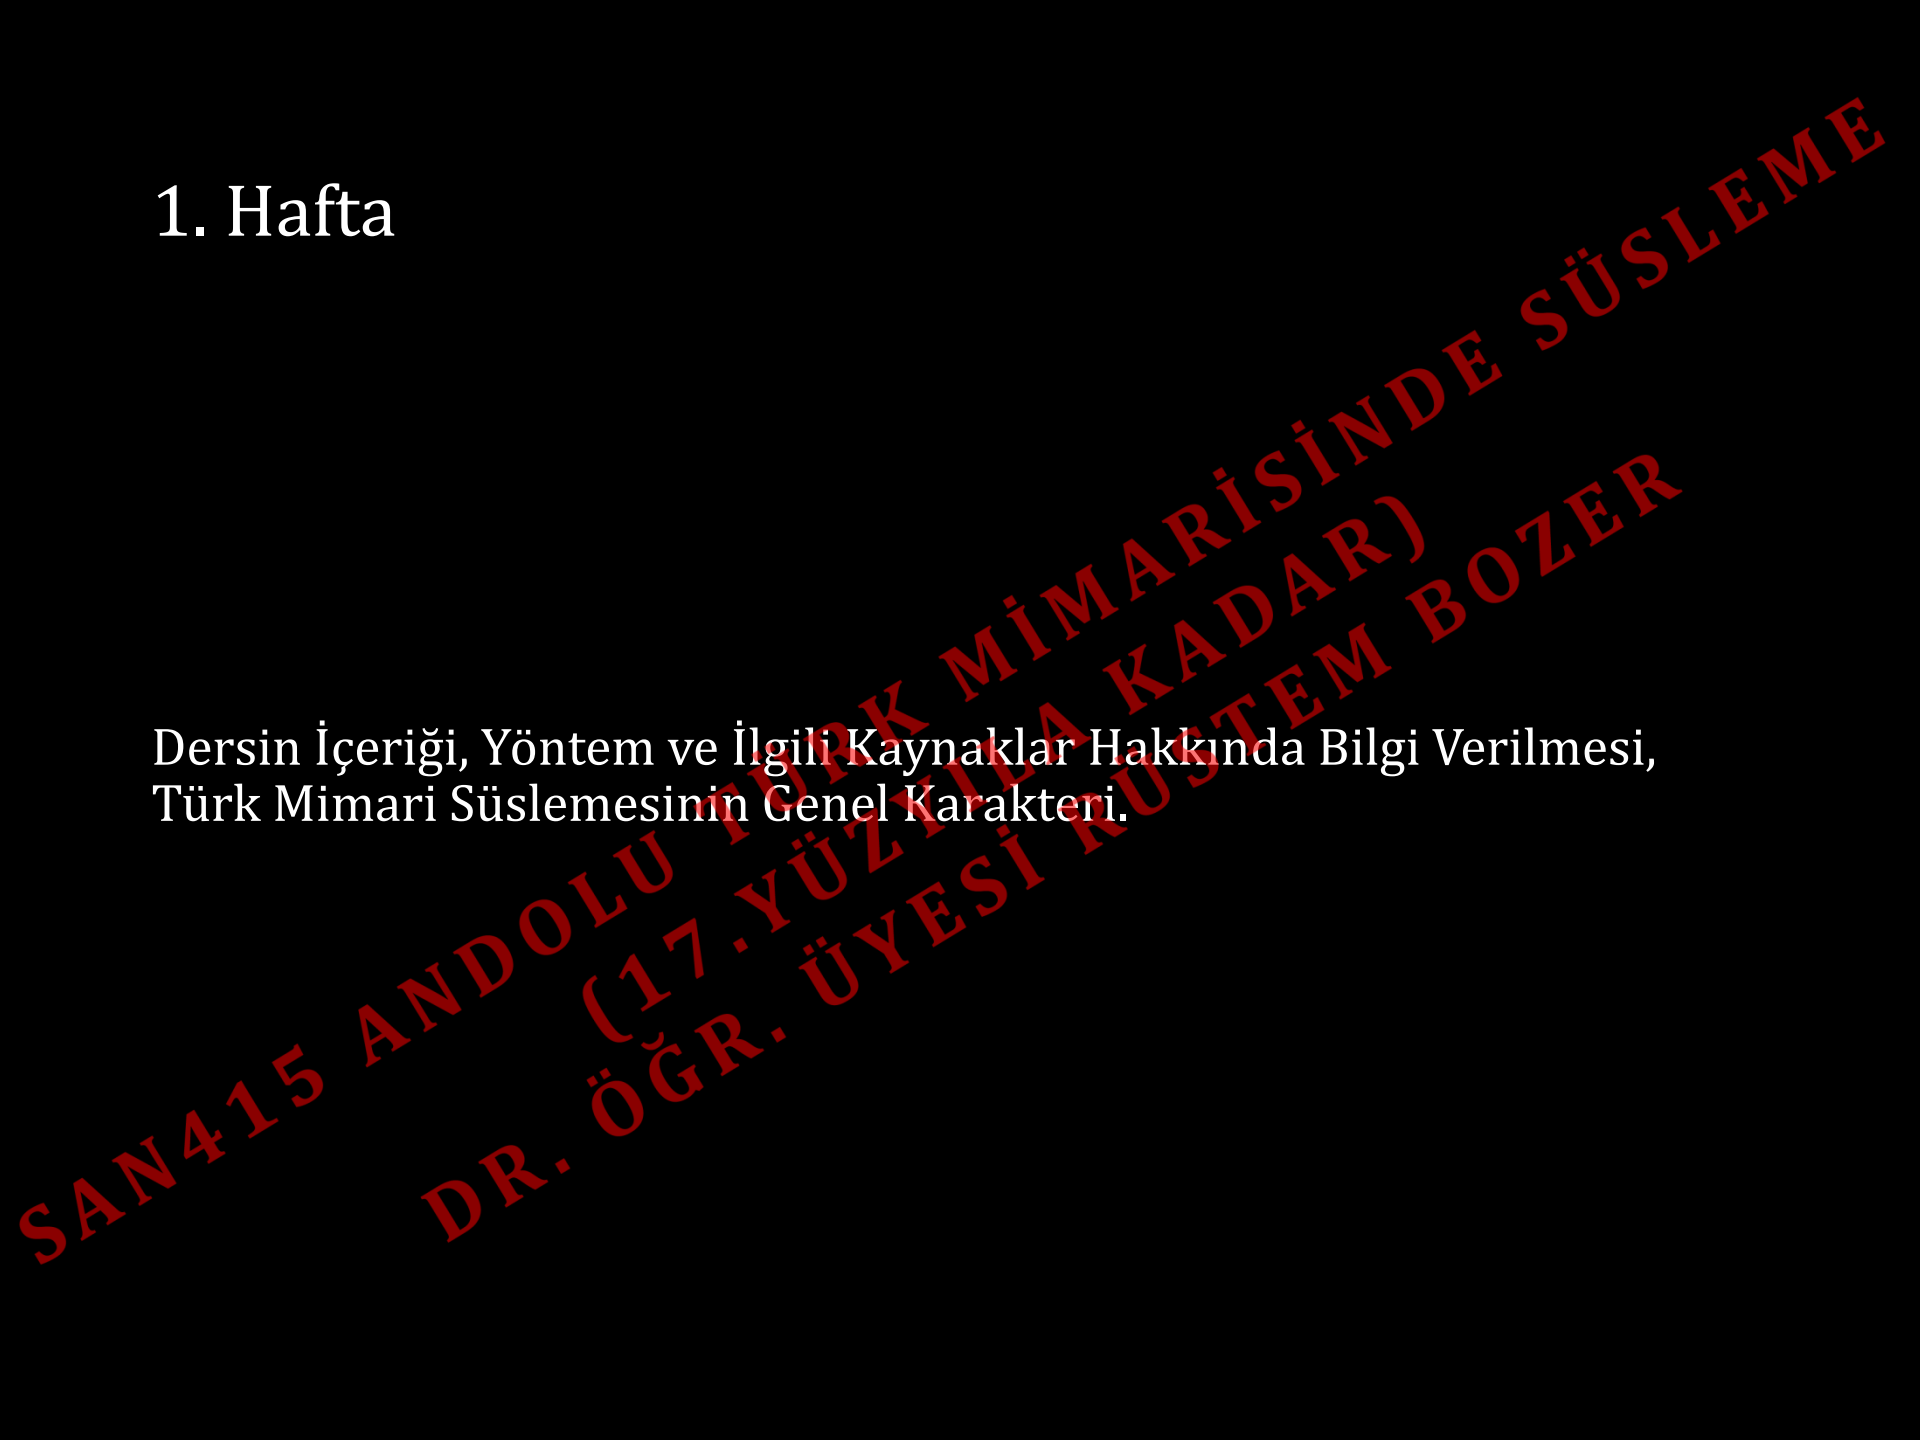 1. Hafta
Dersin İçeriği, Yöntem ve İlgili Kaynaklar Hakkında Bilgi Verilmesi,
Türk Mimari Süslemesinin Genel Karakteri.
SAN415 ANDOLU TÜRK MİMARİSİNDE SÜSLEME
(17.YÜZYILA KADAR)
DR. ÖĞR. ÜYESİ RÜSTEM BOZER